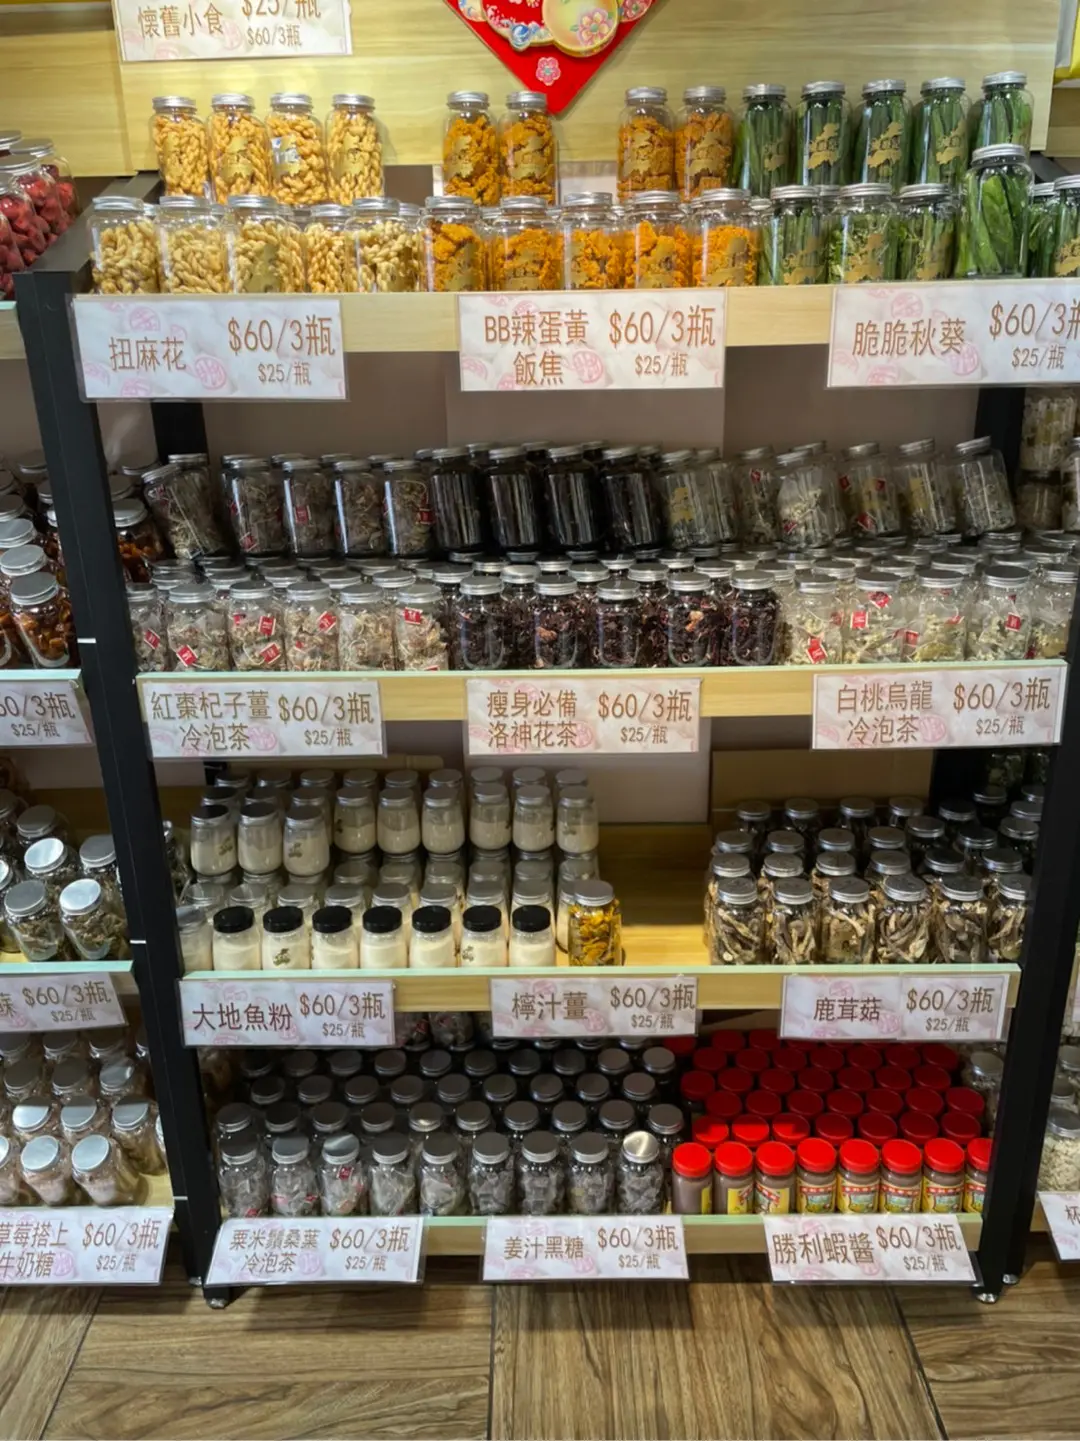 懷舊小食
$25/瓶
$60/3瓶
扭麻花
$60/3瓶
$25/瓶
BB辣蛋黃
飯焦
$60/3瓶
$25/瓶
脆脆秋葵
$60/3
$25/瓶
0/3瓶
$25/瓶
紅棗杞子薑
冷泡茶
$60/3瓶
$25/瓶
瘦身必備
洛神花茶
$60/3瓶
$25/瓶
白桃烏龍
冷泡茶
$60/3瓶
$25/瓶
$60/3瓶
$25/瓶
大地魚粉
$60/3瓶
$25/瓶
檸汁薑
$60/3瓶
$25/瓶
鹿茸菇
$60/3瓶
$25/瓶
草莓搭上
牛奶糖
$60/3瓶
$25/瓶
粟米鬚桑葉
冷泡茶
$60/3瓶
$25/瓶
姜汁黑糖
$60/3瓶
$25/瓶
勝利蝦醬
$60/3瓶
$25/瓶
杯